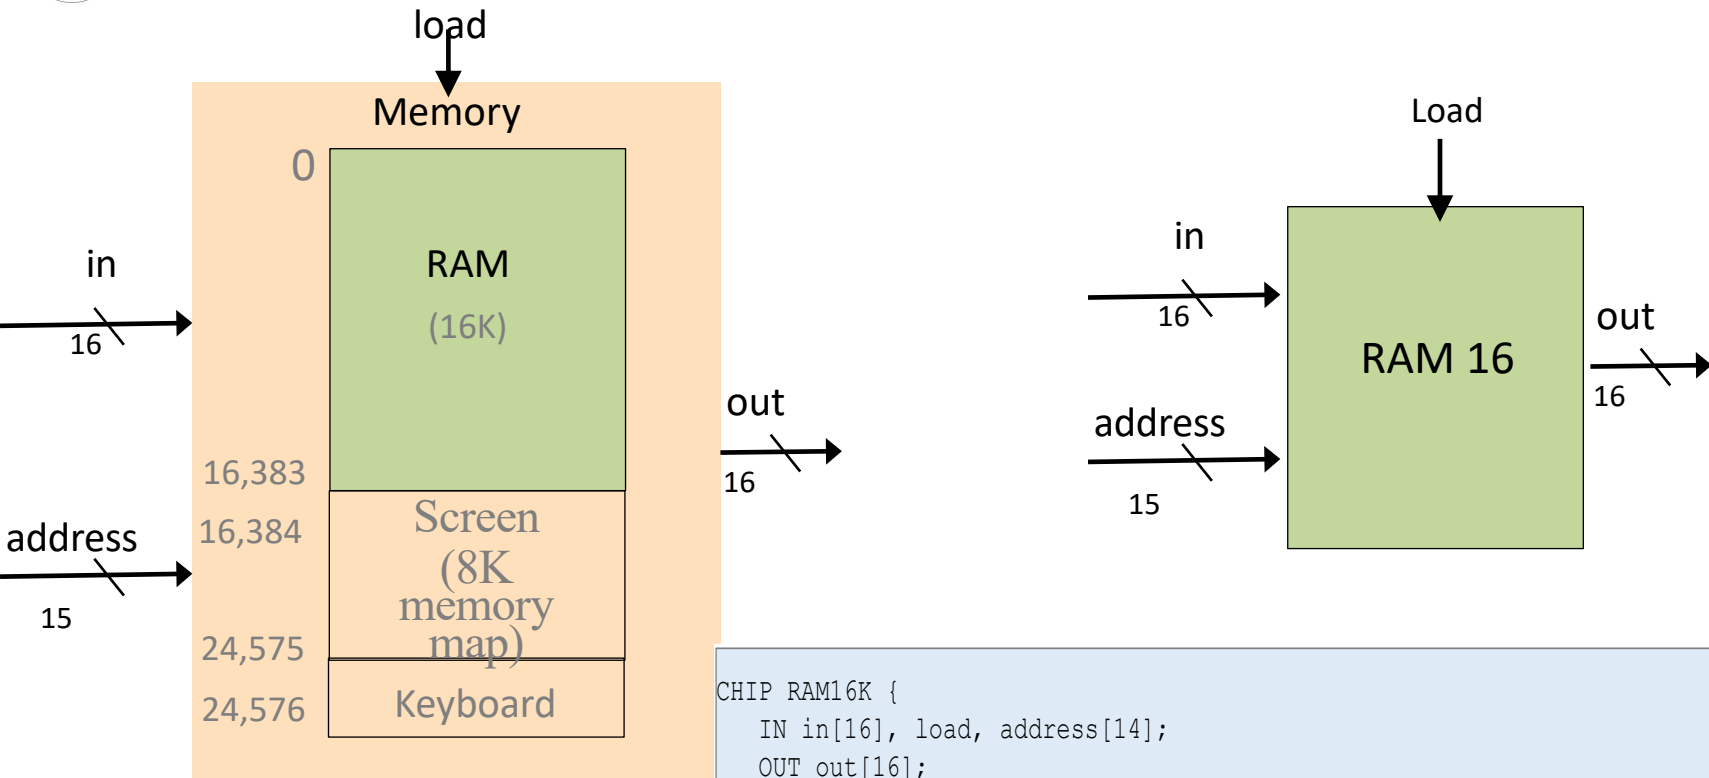 load
Memory
0
RAM
(16K)
in
16
16,383
16,384
Screen
(8K
memory
map)
address
15
24,575
24,576
Keyboard
out
16
Load
in
16
RAM 16
out
16
address
15
CHIP RAM16K {
IN in[16], load, address[14];
OUT out[16];